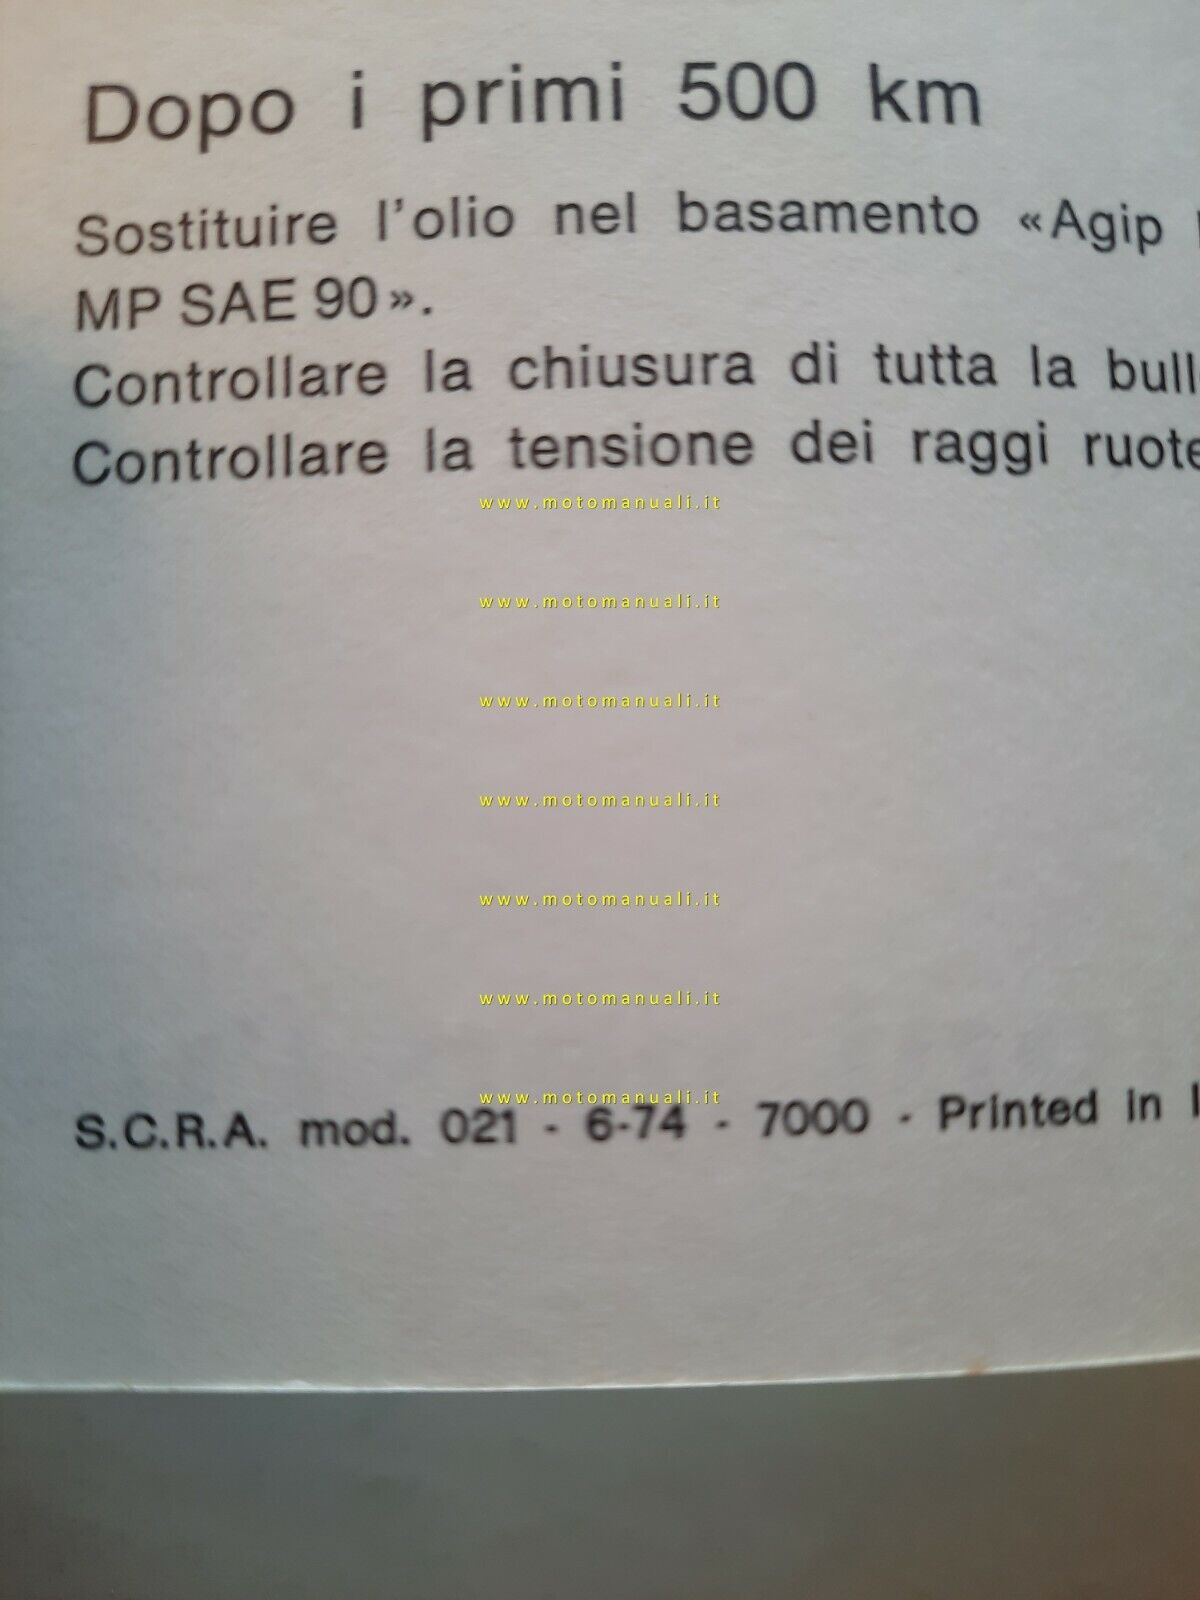 Dopo i primi 500 km
Sostituire l'olio nel basamento «Agip
MP SAE 90».
Controllare la chiusura di tutta la bull
Controllare la tensione dei raggi ruote
www.motomanuali.it
www.motomanuali.it
www.motomanuali.it
www.motomanuali.it
www.motomanuali.it
www.motomanuali.it
www.motomanuali.it
S.C.R.A. mod. 021 - 6-74 - 7000 - Printed in